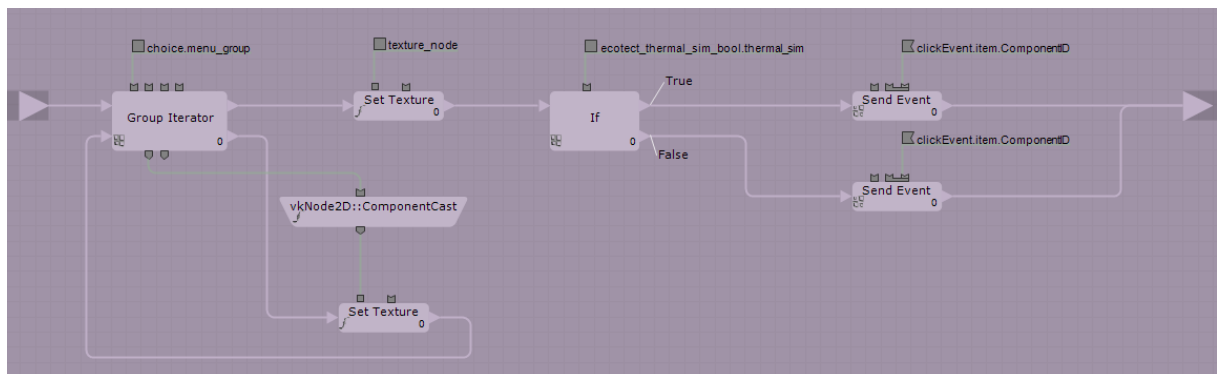 choice.menu_group
texture_node
ecotect_thermal_sim_bool.thermal_sim
clickEvent.item.ComponentID
True
Set Texture
0
Send Event
0
Group Iterator
0
If
0
False
clickEvent.item.ComponentID
Send Event
0
vkNode2D::ComponentCast
Set Texture
0